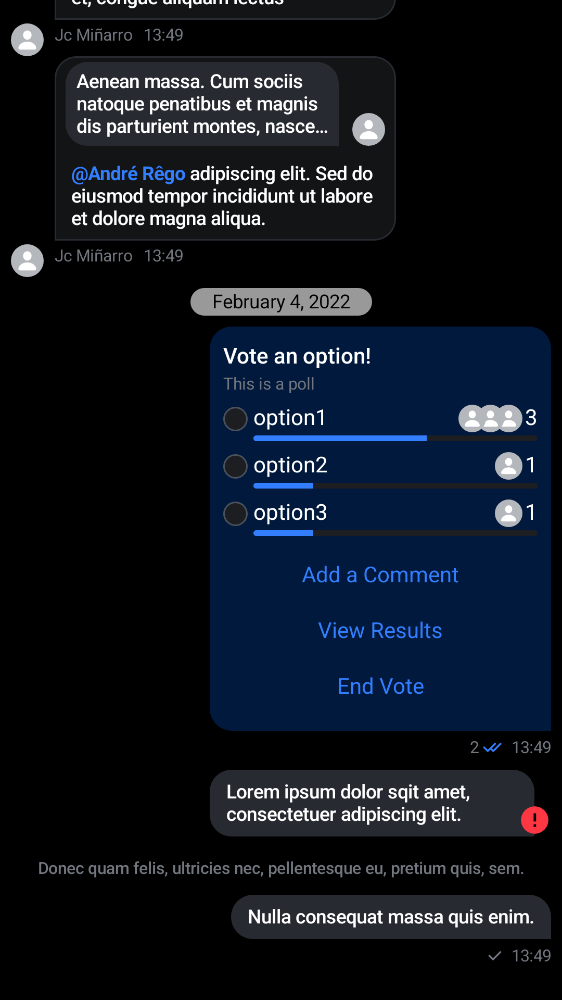 et, congue aliquam lectus
Jc Miñarro 13:49
Aenean massa. Cum sociis
natoque penatibus et magnis
dis parturient montes, nasce...
@André Rêgo adipiscing elit. Sed do
eiusmod tempor incididunt ut labore
et dolore magna aliqua.
Jc Miñarro 13:49
February 4, 2022
Vote an option!
This is a poll
option1 3
option2 1
option3 1
Add a Comment
View Results
End Vote
2 13:49
Lorem ipsum dolor sqit amet,
consectetuer adipiscing elit.
Donec quam felis, ultricies nec, pellentesque eu, pretium quis, sem.
Nulla consequat massa quis enim.
13:49